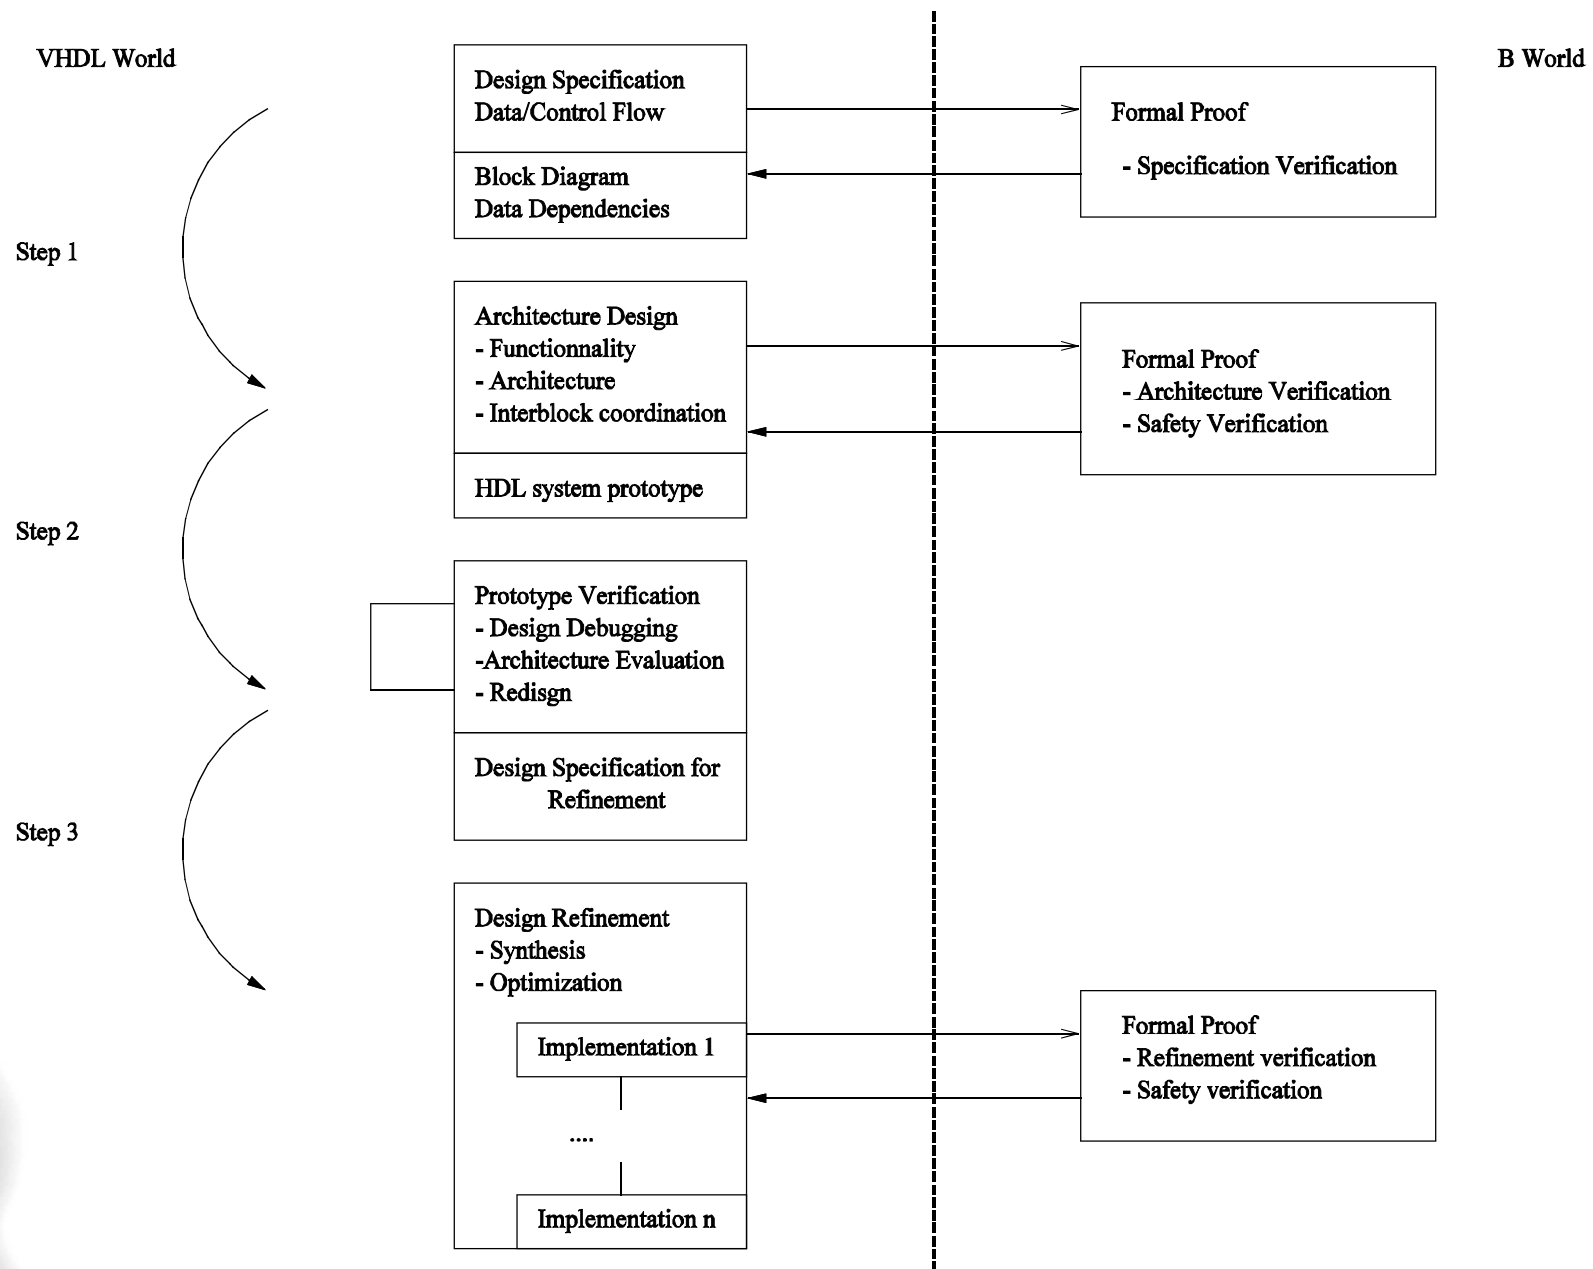 VHDL World
B World
Design Specification
Data/Control Flow
Block Diagram
Data Dependencies
Formal Proof
- Specification Verification
Step 1
Architecture Design
- Functionnality
- Architecture
- Interblock coordination
HDL system prototype
Formal Proof
- Architecture Verification
- Safety Verification
Step 2
Prototype Verification
- Design Debugging
-Architecture Evaluation
- Redisgn
Design Specification for
Refinement
Step 3
Design Refinement
- Synthesis
- Optimization
Implementation 1
....
Implementation n
Formal Proof
- Refinement verification
- Safety verification